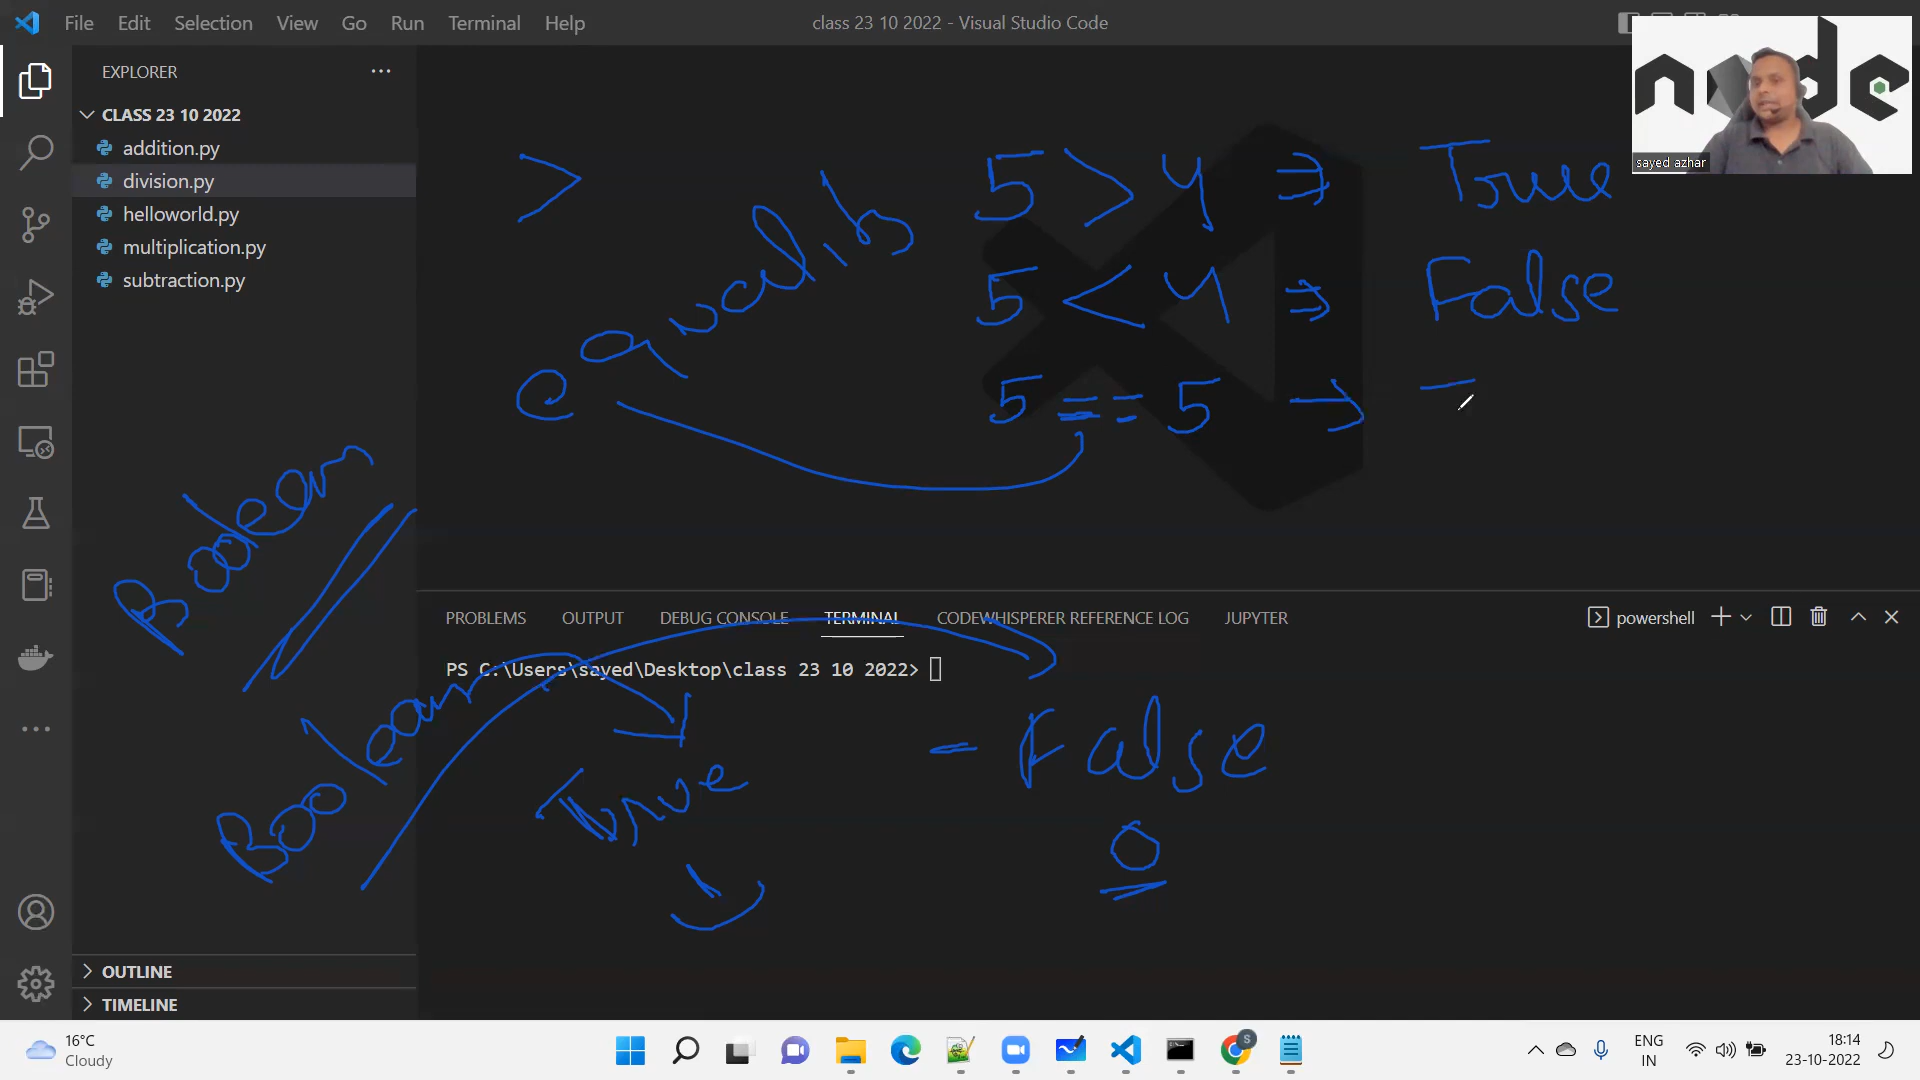 File Edit Selection View Go Run Terminal Help
class 23 10 2022 - Visual Studio Code
node
sayed azhar
EXPLORER
CLASS 23 10 2022
addition.py
division.py
helloworld.py
multiplication.py
subtraction.py
OUTLINE
TIMELINE
>
5 > 4 ⇒ True
5 < 4 ⇒ False
5 == 5 →
Boolean
PROBLEMS OUTPUT DEBUG CONSOLE TERMINAL CODEWHISPERER REFERENCE LOG JUPYTER
powershell
PS C:\Users\sayed\Desktop\class 23 10 2022>
Boolean
True
- False
0
16°C
Cloudy
S
ENG
IN
18:14
23-10-2022